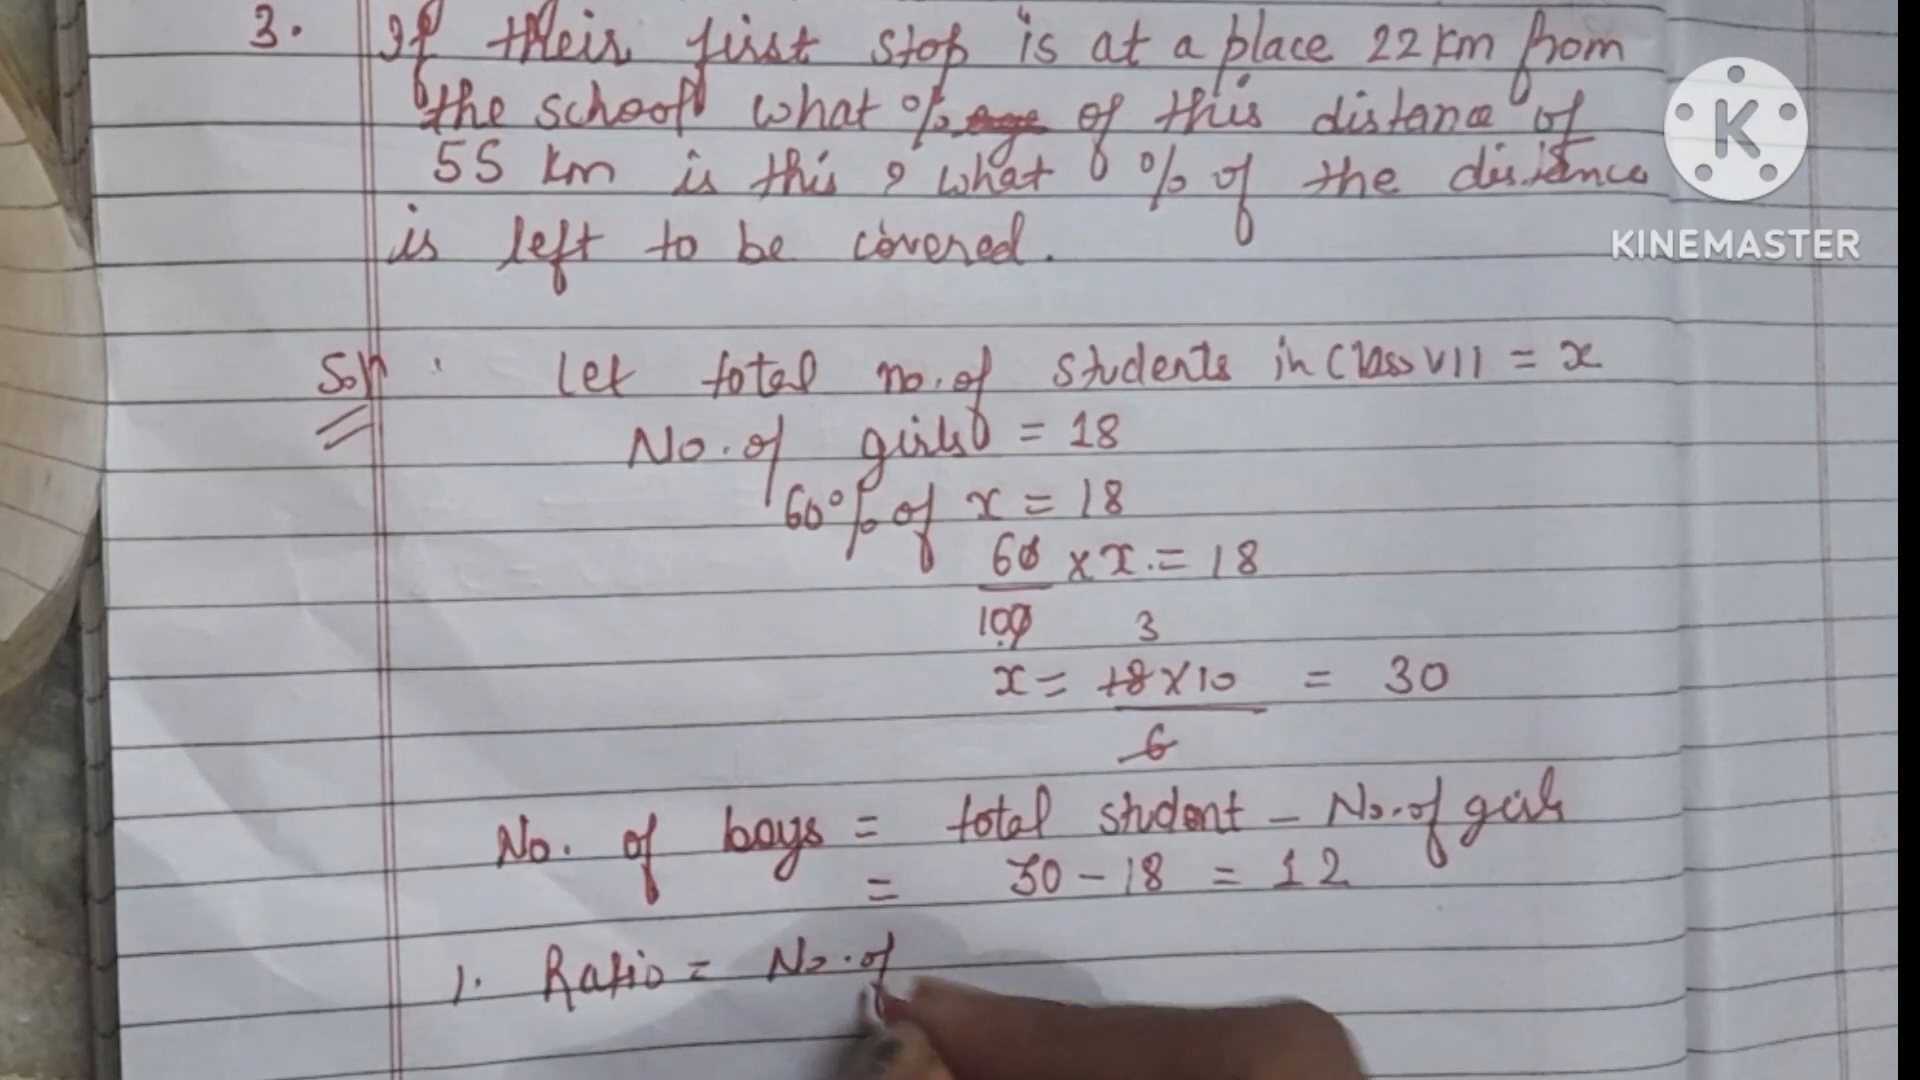 3. If their first stop is at a place 22 km from
the school what % of this distance of
55 km is this ? what % of the distance
is left to be covered.
K
KINEMASTER
Soln. Let total no. of students in Class VII = x
No. of girls = 18
60% of x = 18
60/100 × x = 18
3
x = 18×10/6 = 30
No. of boys = total student - No. of girls
= 30 - 18 = 12
1. Ratio = No. of